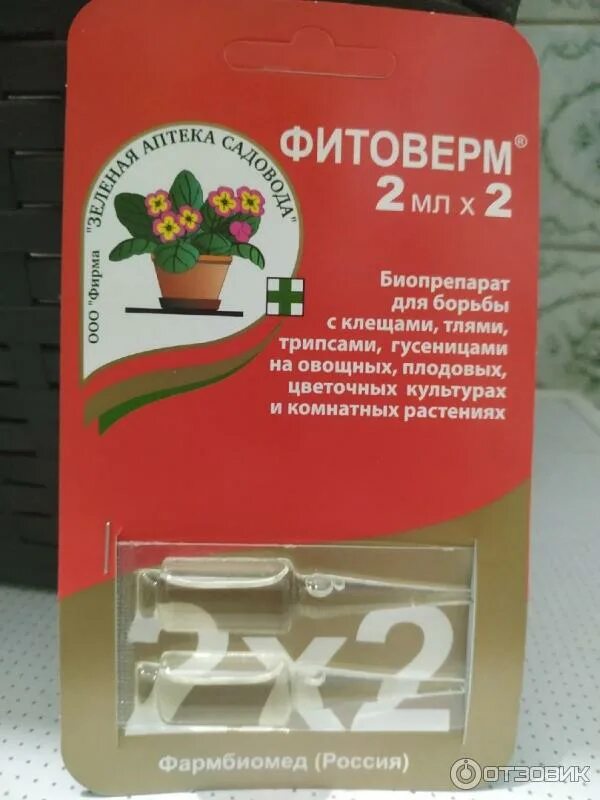 ООО "Фирма "ЗЕЛЕНАЯ АПТЕКА САДОВОДА"
ФИТОВЕРМ®
2 мл х 2
Биопрепарат
для борьбы
с клещами, тлями,
трипсами, гусеницами
на овощных, плодовых,
цветочных культурах
и комнатных растениях
2х2
Фармбиомед (Россия)
ОТЗОВИК